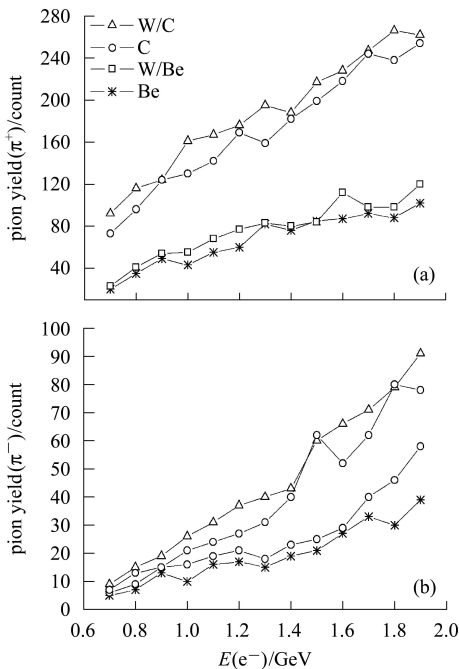 280
240
200
160
120
80
40
pion yield(π⁺)/count
W/C
C
W/Be
Be
(a)
100
90
80
70
60
50
40
30
20
10
0
pion yield(π⁻)/count
(b)
0.6 0.8 1.0 1.2 1.4 1.6 1.8 2.0
E(e⁻)/GeV